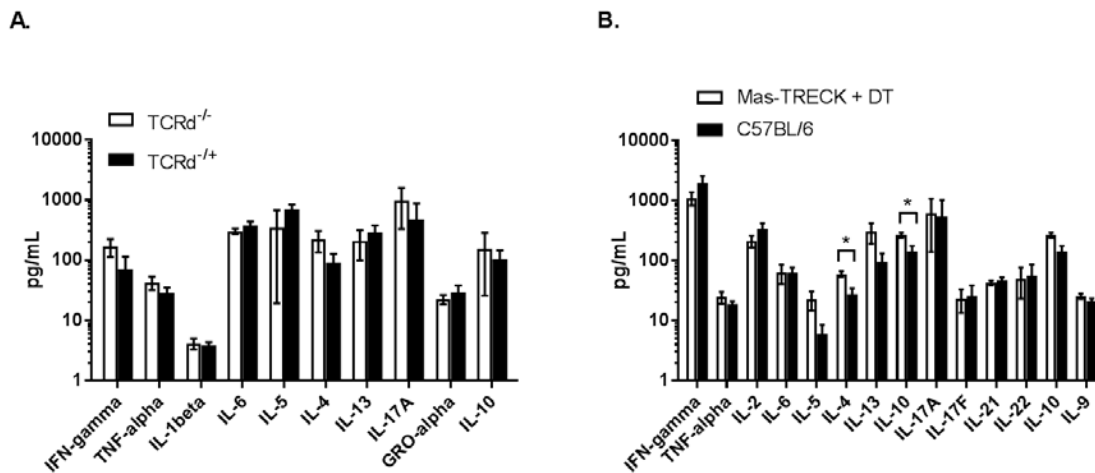 A.
TCRd-/-
TCRd-/+
pg/mL
10000
1000
100
10
1
IFN-gamma
TNF-alpha
IL-1beta
IL-6
IL-5
IL-4
IL-13
IL-17A
GRO-alpha
IL-10
B.
Mas-TRECK + DT
C57BL/6
pg/mL
10000
1000
100
10
1
*
*
IFN-gamma
TNF-alpha
IL-2
IL-6
IL-5
IL-4
IL-13
IL-10
IL-17A
IL-17F
IL-21
IL-22
IL-10
IL-9